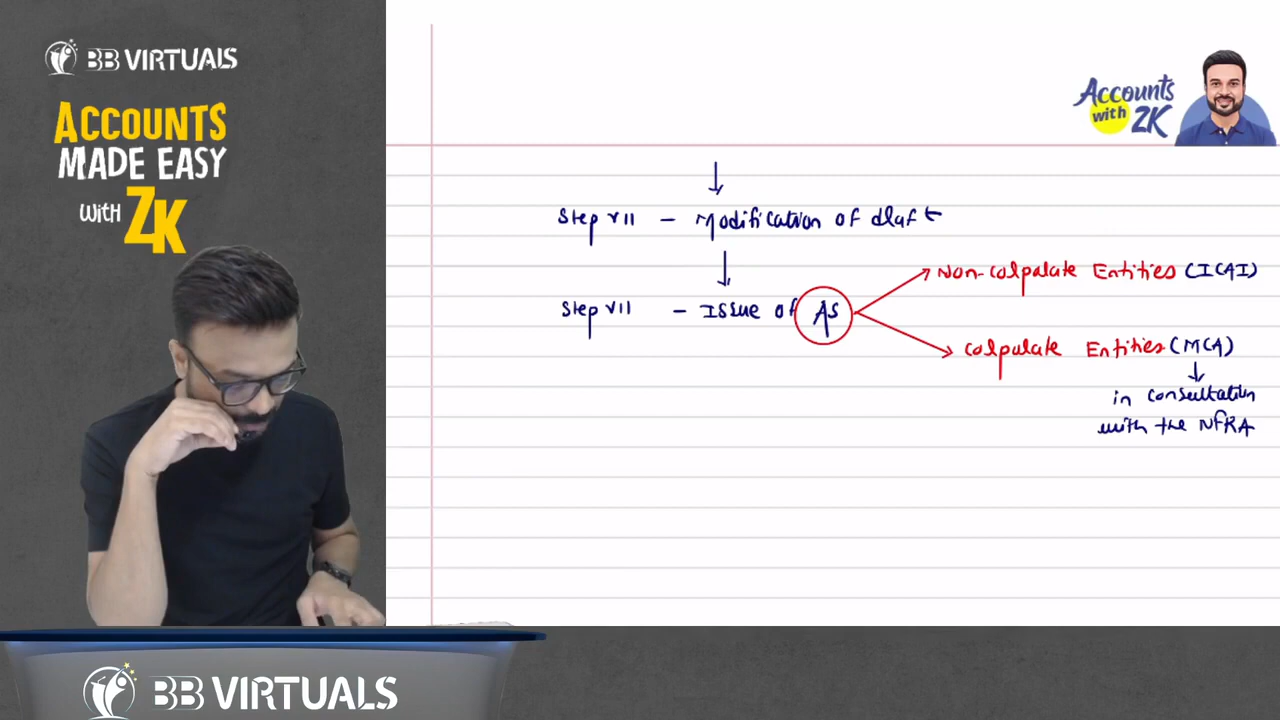 BB VIRTUALS
ACCOUNTS
MADE EASY
with ZK
Accounts
with ZK
Step VII - Modification of draft
Step VII - Issue of AS
Non-corporate Entities (ICAI)
Corporate Entities (MCA)
in consultation
with the NFRA
BB VIRTUALS